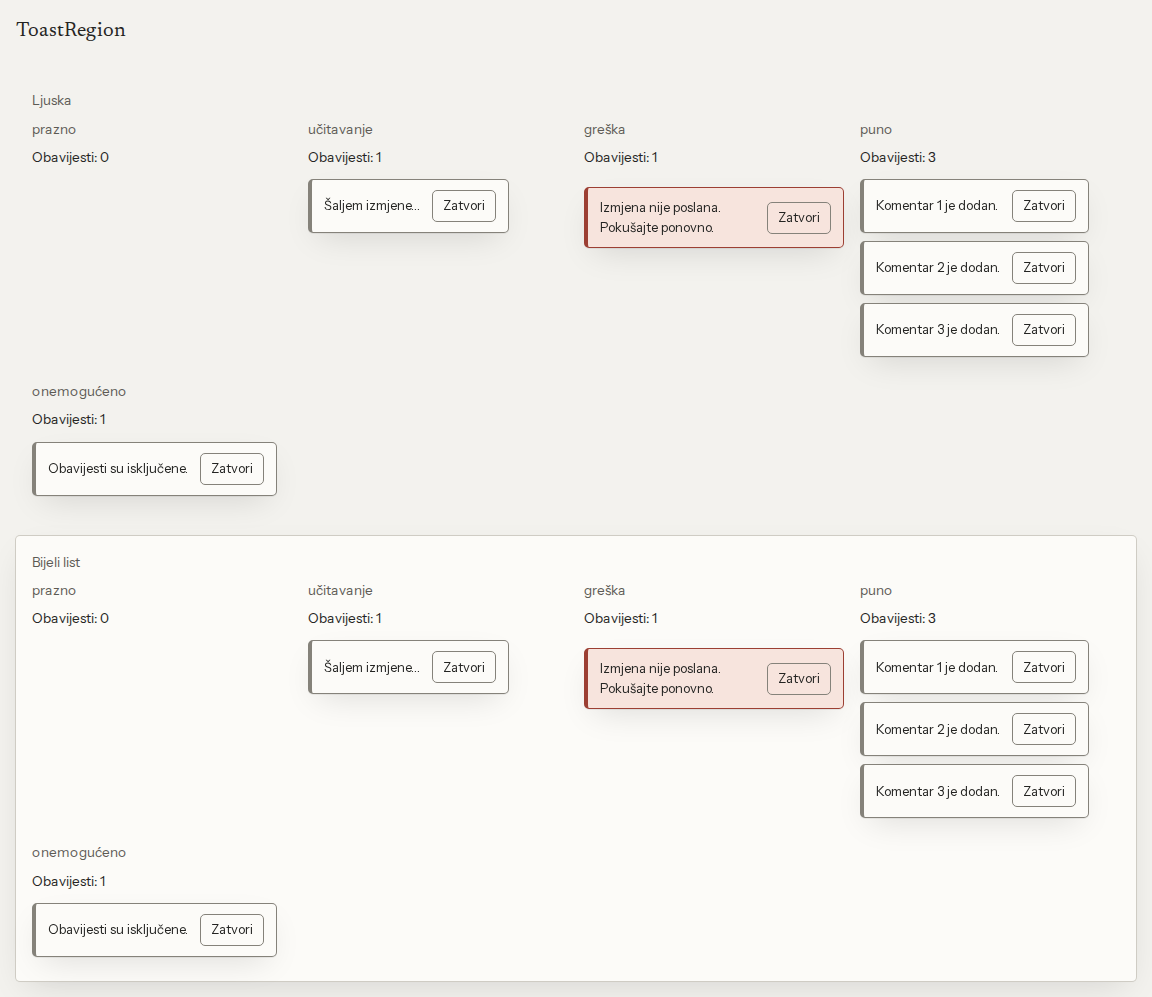 ToastRegion
Ljuska
prazno
Obavijesti: 0
učitavanje
Obavijesti: 1
Šaljem izmjene...
Zatvori
greška
Obavijesti: 1
Izmjena nije poslana.
Pokušajte ponovno.
Zatvori
puno
Obavijesti: 3
Komentar 1 je dodan.
Zatvori
Komentar 2 je dodan.
Zatvori
Komentar 3 je dodan.
Zatvori
onemogućeno
Obavijesti: 1
Obavijesti su isključene.
Zatvori
Bijeli list
prazno
Obavijesti: 0
učitavanje
Obavijesti: 1
Šaljem izmjene...
Zatvori
greška
Obavijesti: 1
Izmjena nije poslana.
Pokušajte ponovno.
Zatvori
puno
Obavijesti: 3
Komentar 1 je dodan.
Zatvori
Komentar 2 je dodan.
Zatvori
Komentar 3 je dodan.
Zatvori
onemogućeno
Obavijesti: 1
Obavijesti su isključene.
Zatvori